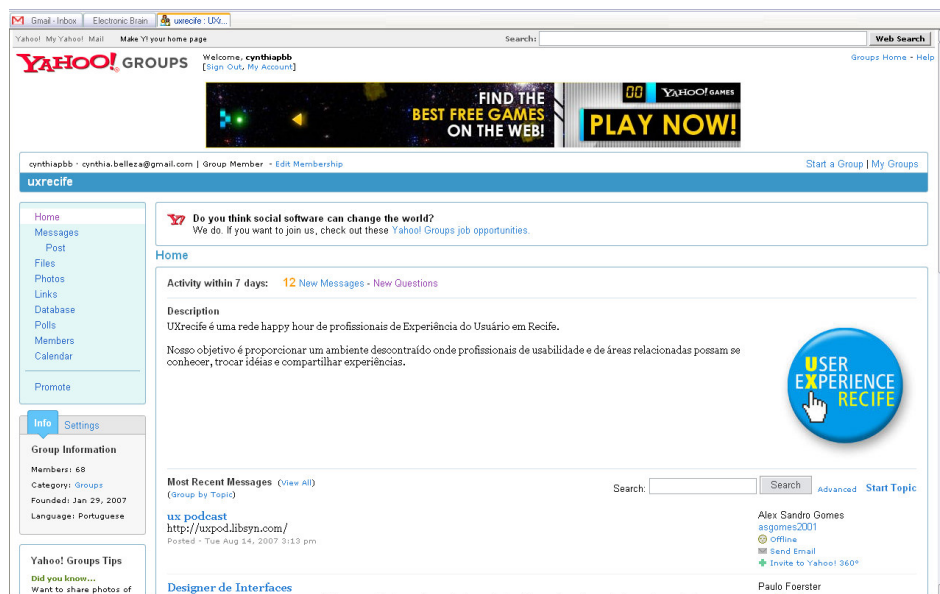 Gmail - Inbox Electronic Brain uxrecife : UXr...
Yahoo! My Yahoo! Mail Make Y! your home page Search: Web Search
YAHOO! GROUPS Welcome, cynthiapbb Groups Home - Help
[Sign Out, My Account]
FIND THE
BEST FREE GAMES
ON THE WEB!
YAHOO! GAMES
PLAY NOW!
cynthiapbb - cynthia.belleza@gmail.com | Group Member - Edit Membership Start a Group | My Groups
uxrecife
Home
Messages
Post
Files
Photos
Links
Database
Polls
Members
Calendar
Promote
Info Settings
Group Information
Members: 68
Category: Groups
Founded: Jan 29, 2007
Language: Portuguese
Yahoo! Groups Tips
Did you know...
Want to share photos of
Y? Do you think social software can change the world?
We do. If you want to join us, check out these Yahoo! Groups job opportunities.
Home
Activity within 7 days: 12 New Messages - New Questions
Description
UXrecife é uma rede happy hour de profissionais de Experiência do Usuário em Recife.
Nosso objetivo é proporcionar um ambiente descontraído onde profissionais de usabilidade e de áreas relacionadas possam se
conhecer, trocar idéias e compartilhar experiências.
USER
EXPERIENCE
RECIFE
Most Recent Messages (View All) Search: Search Advanced Start Topic
(Group by Topic)
ux podcast
http://uxpod.libsyn.com/
Posted - Tue Aug 14, 2007 3:13 pm
Alex Sandro Gomes
asgomes2001
Offline
Send Email
Invite to Yahoo! 360°
Designer de Interfaces
Paulo Foerster